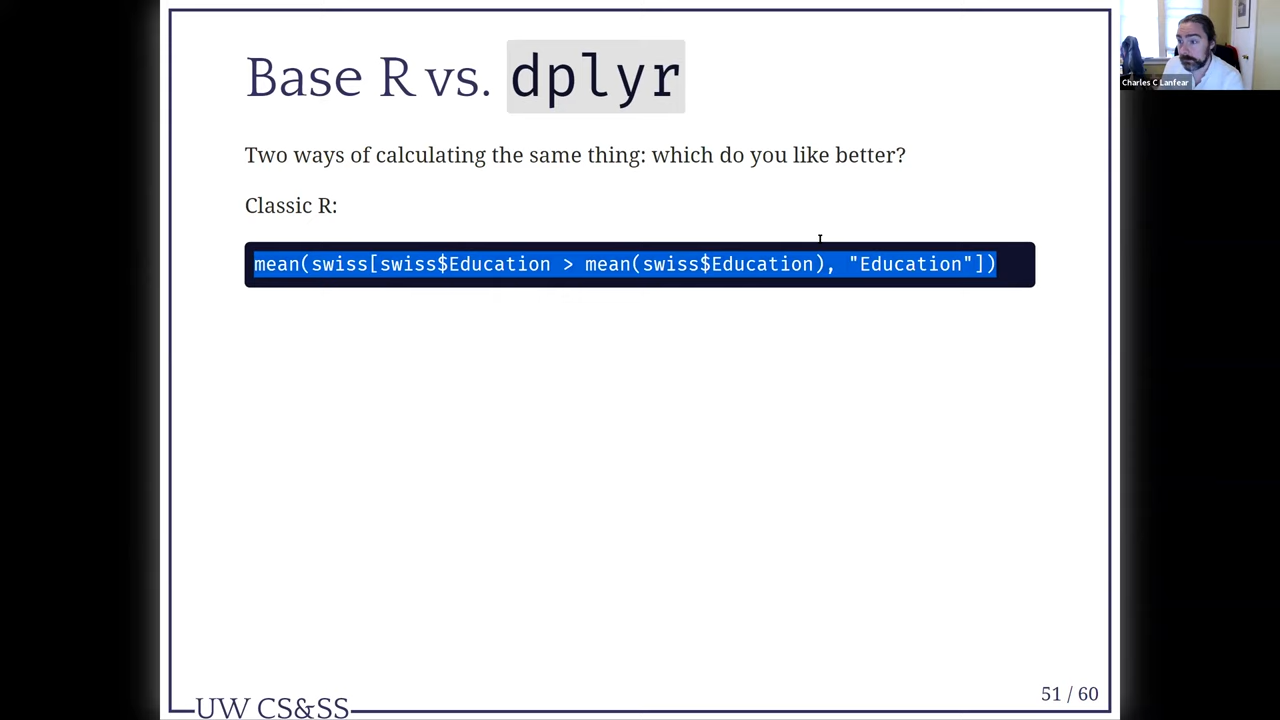 Base R vs. dplyr
Charles C Lanfear
Two ways of calculating the same thing: which do you like better?
Classic R:
mean(swiss[swiss$Education > mean(swiss$Education), "Education"])
51 / 60
UW CS&SS